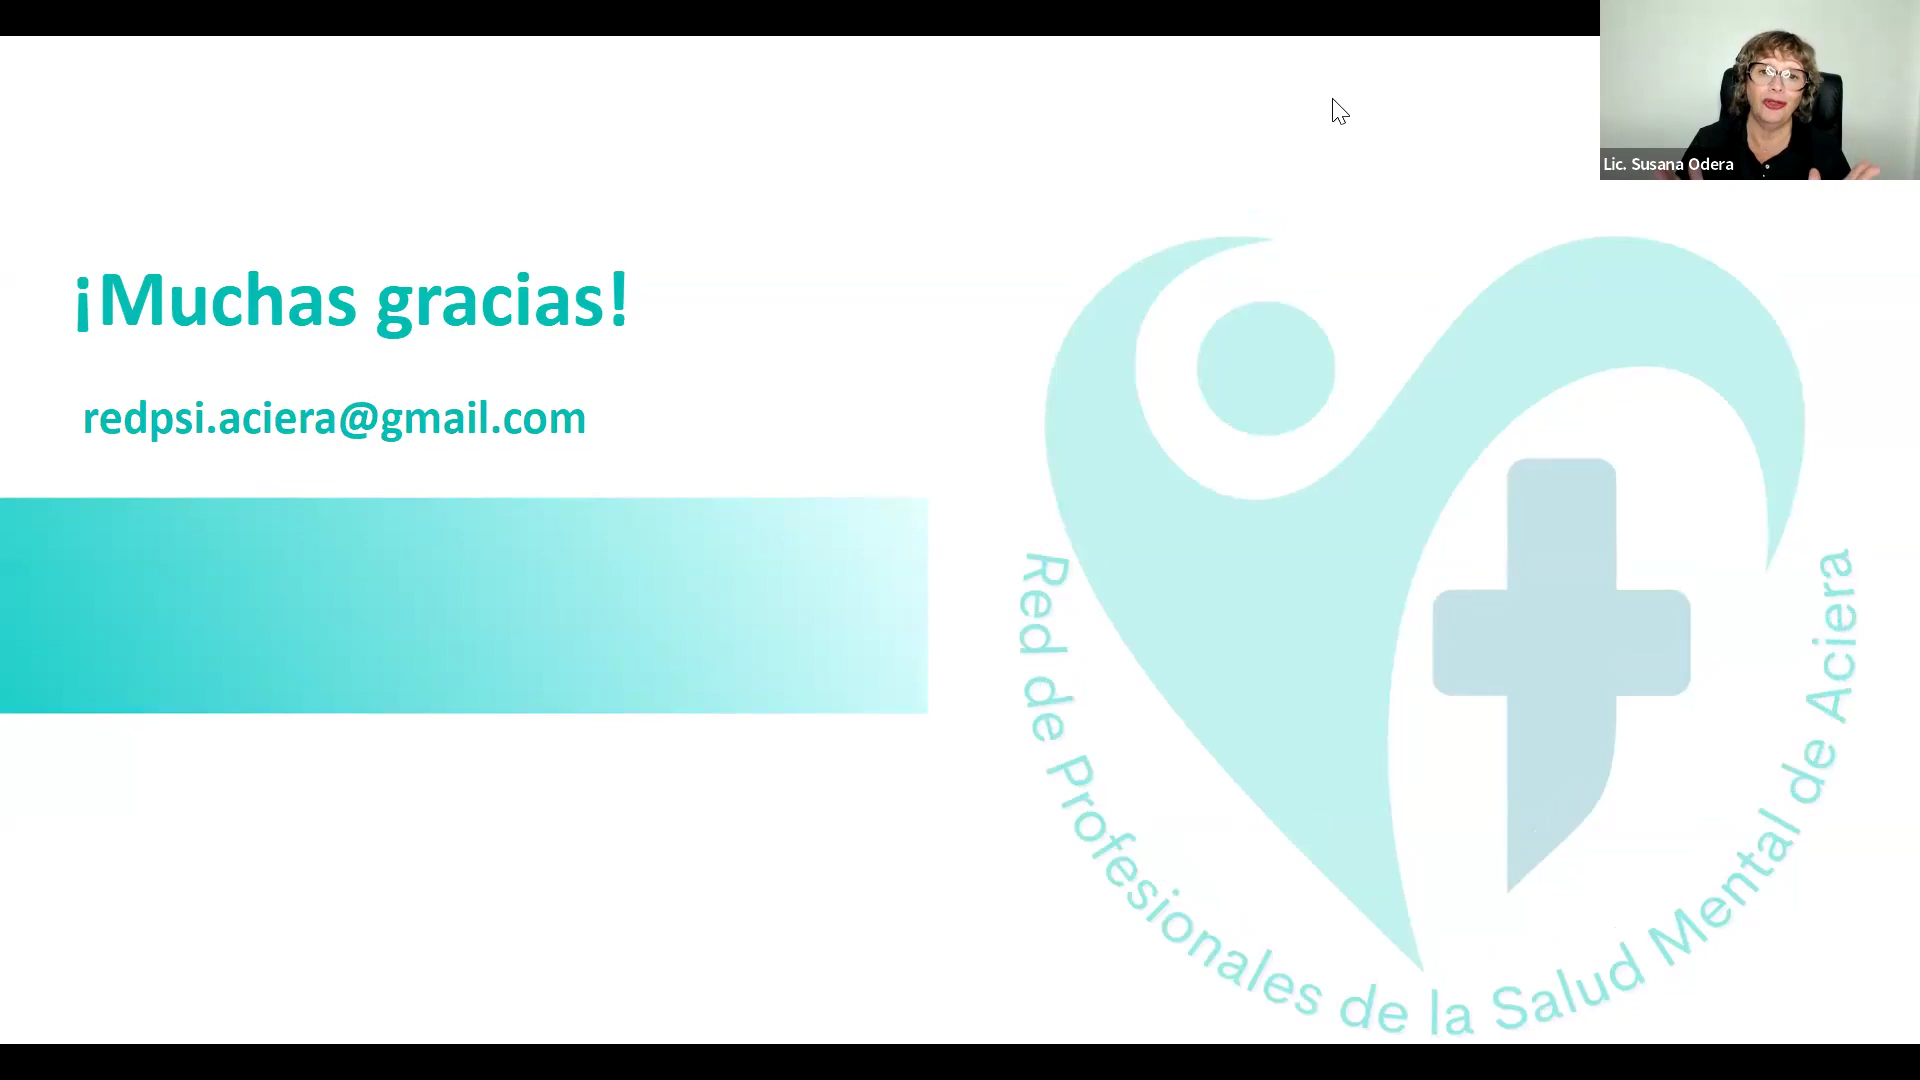 Lic. Susana Odera
¡Muchas gracias!
redpsi.aciera@gmail.com
Red de Profesionales de la Salud Mental de Aciera